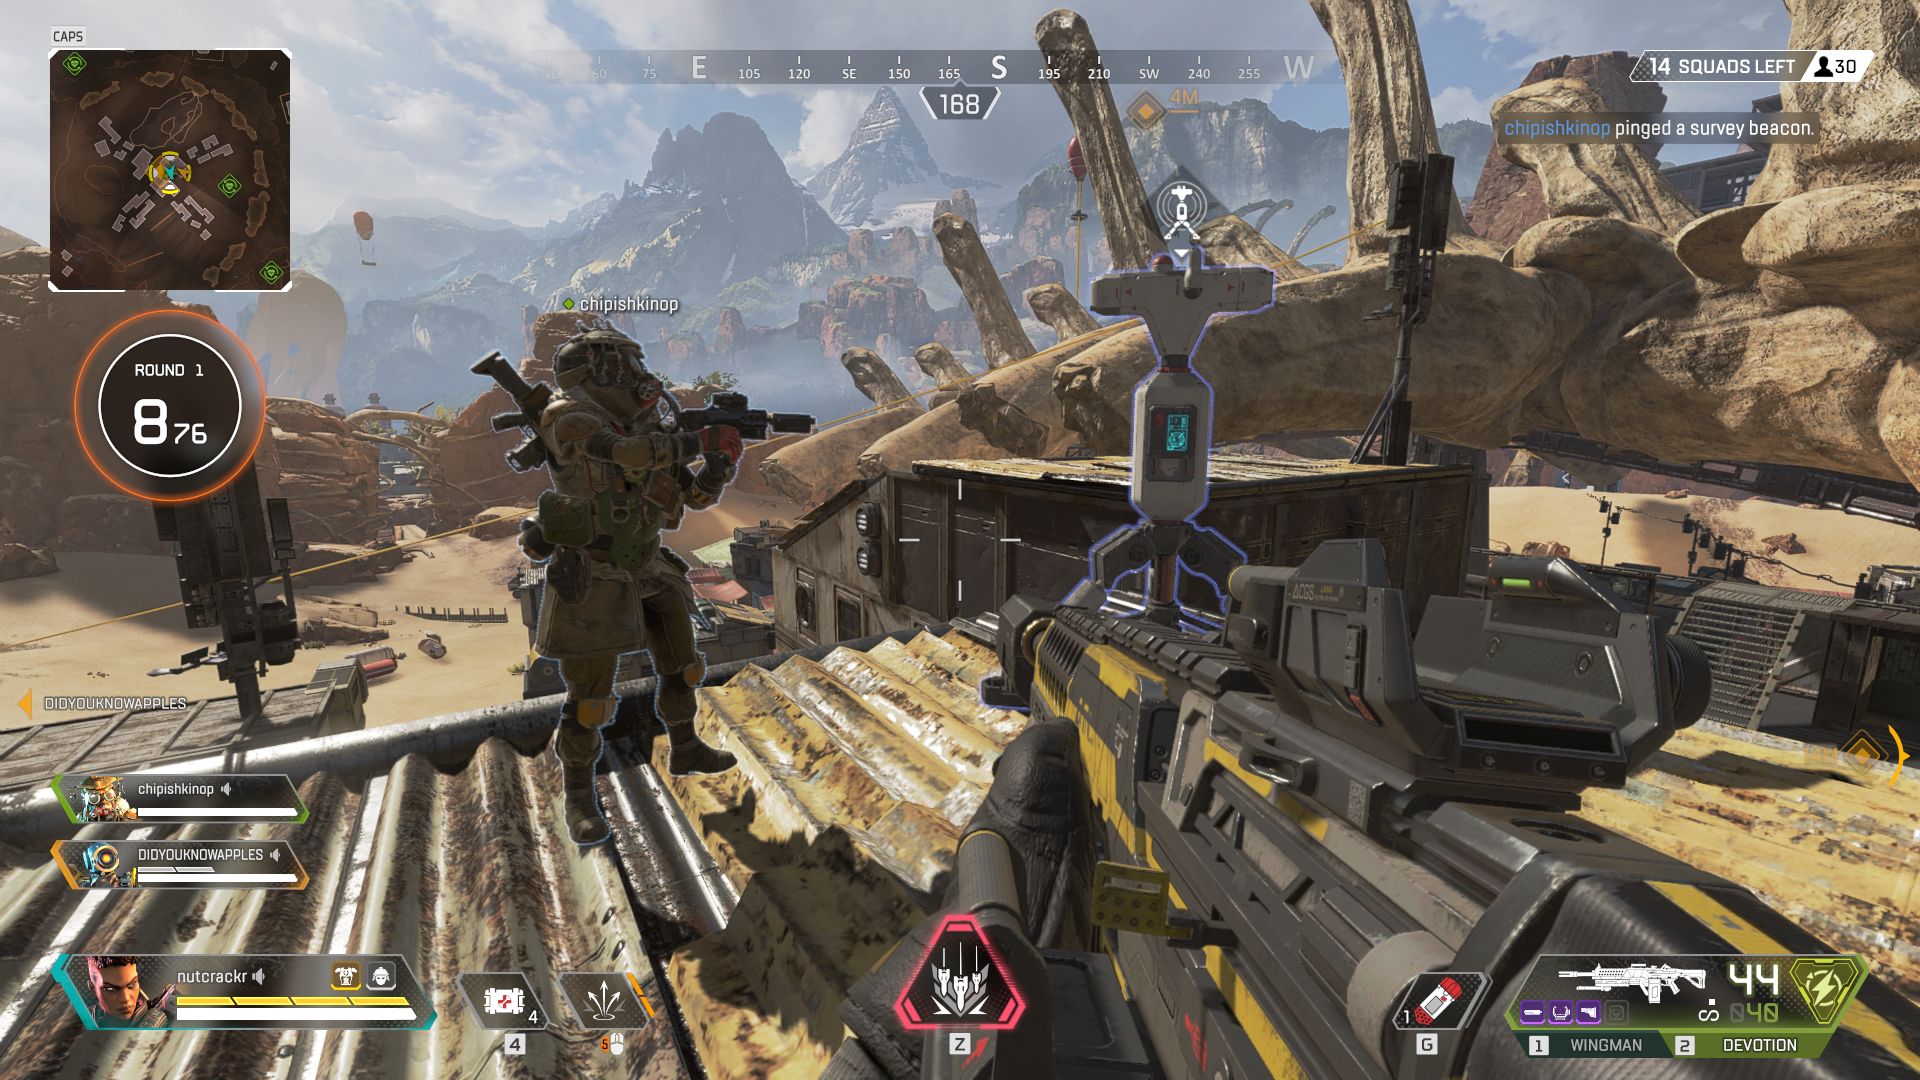 CAPS
60
75
E
105
120
SE
150
165
S
195
210
SW
240
255
W
168
4M
14 SQUADS LEFT
30
chipishkinop pinged a survey beacon.
chipishkinop
ROUND 1
8
76
DIDYOUKNOWAPPLES
chipishkinop
DIDYOUKNOWAPPLES
nutcrackr
4
4
5
Z
1
G
44
040
1 WINGMAN
2 DEVOTION